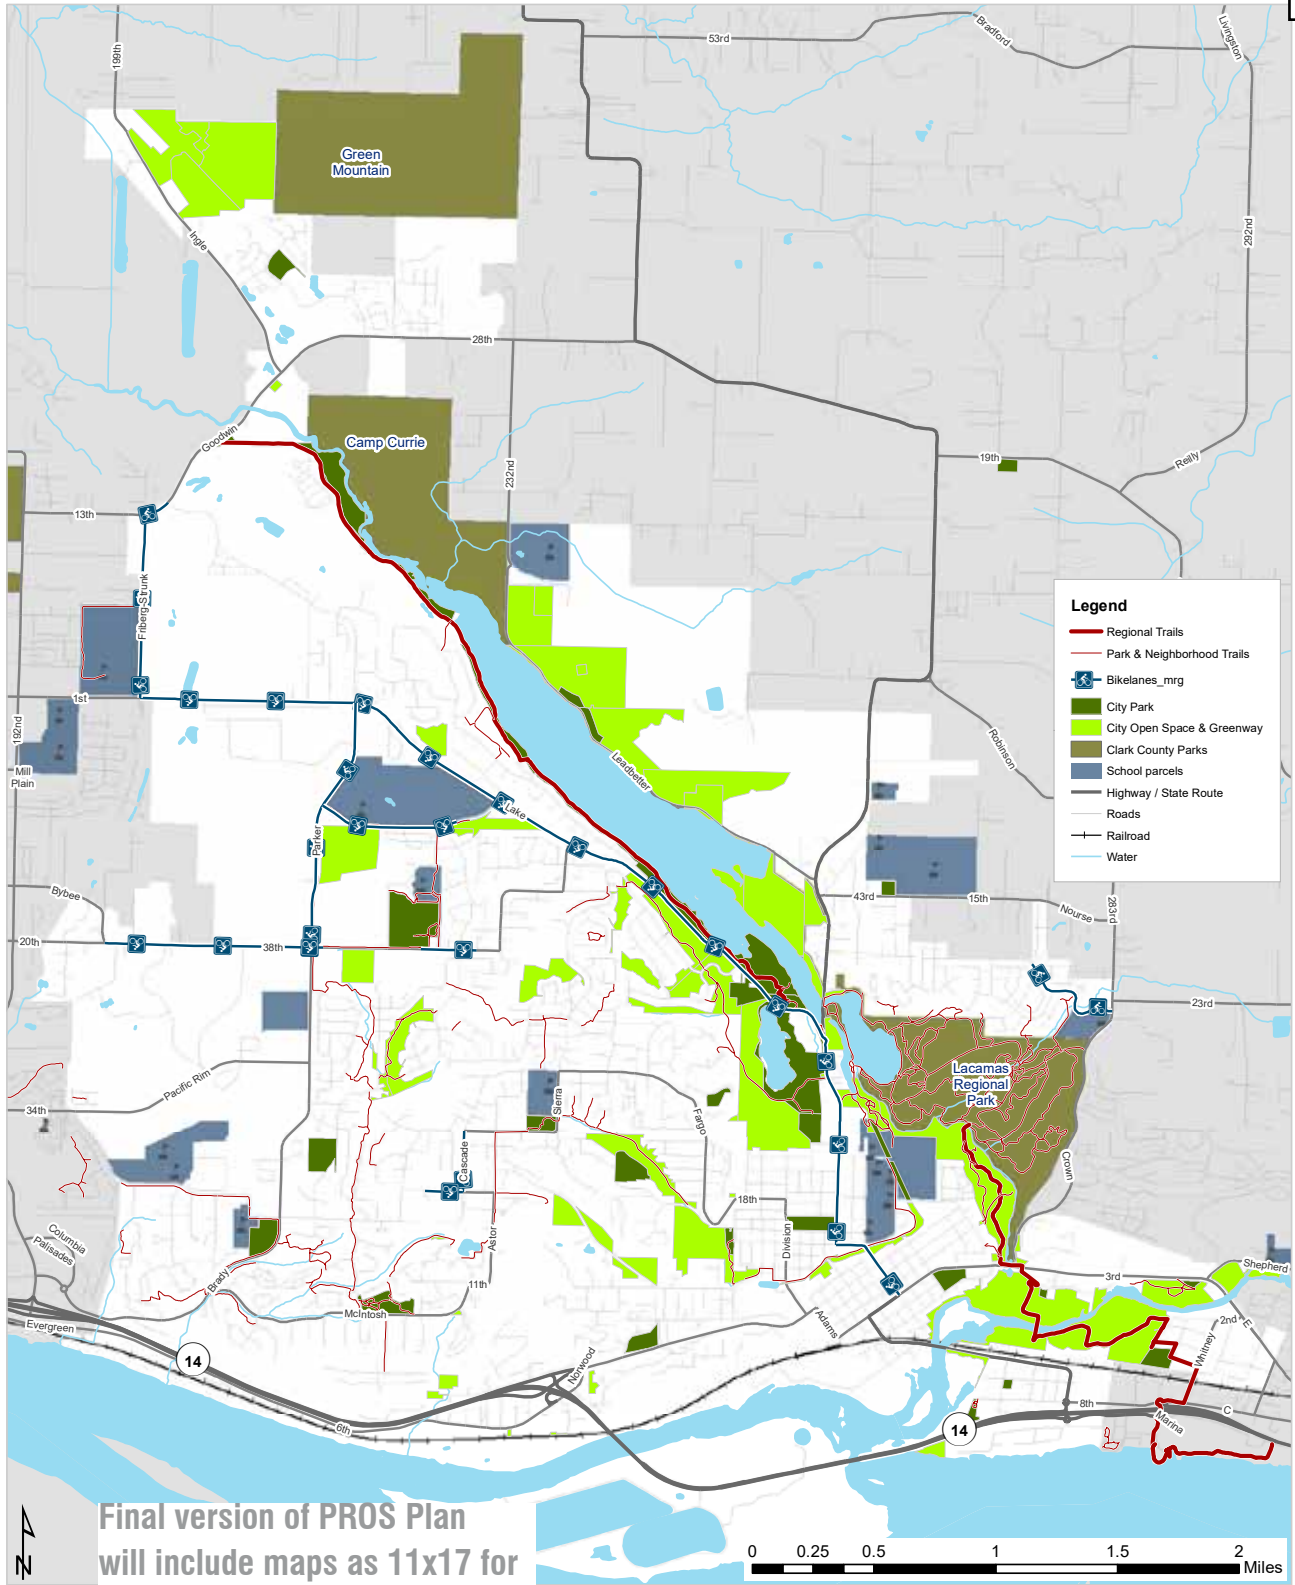 199th
53rd
Bradford
Livingston
Green
Mountain
Ingle
292nd
28th
Goodwin
Camp Currie
232nd
19th
Reilly
13th
Friberg-Strunk
1st
192nd
Mill
Plain
Leadbetter
Lake
Parker
Robinson
Legend
Regional Trails
Park & Neighborhood Trails
Bikelanes_mrg
City Park
City Open Space & Greenway
Clark County Parks
School parcels
Highway / State Route
Roads
Railroad
Water
Bybee
20th
38th
43rd
15th
Nourse
283rd
23rd
Pacific Rim
34th
Sierra
Fargo
Lacamas
Regional
Park
Crown
Cascade
Astor
18th
Division
Columbia
Palisades
Brady
11th
McIntosh
Adams
3rd
Shepherd
2nd
E
Whitney
Evergreen
14
Norwood
6th
8th
C
Marina
14
N
Final version of PROS Plan
will include maps as 11x17 for
0 0.25 0.5 1 1.5 2
Miles